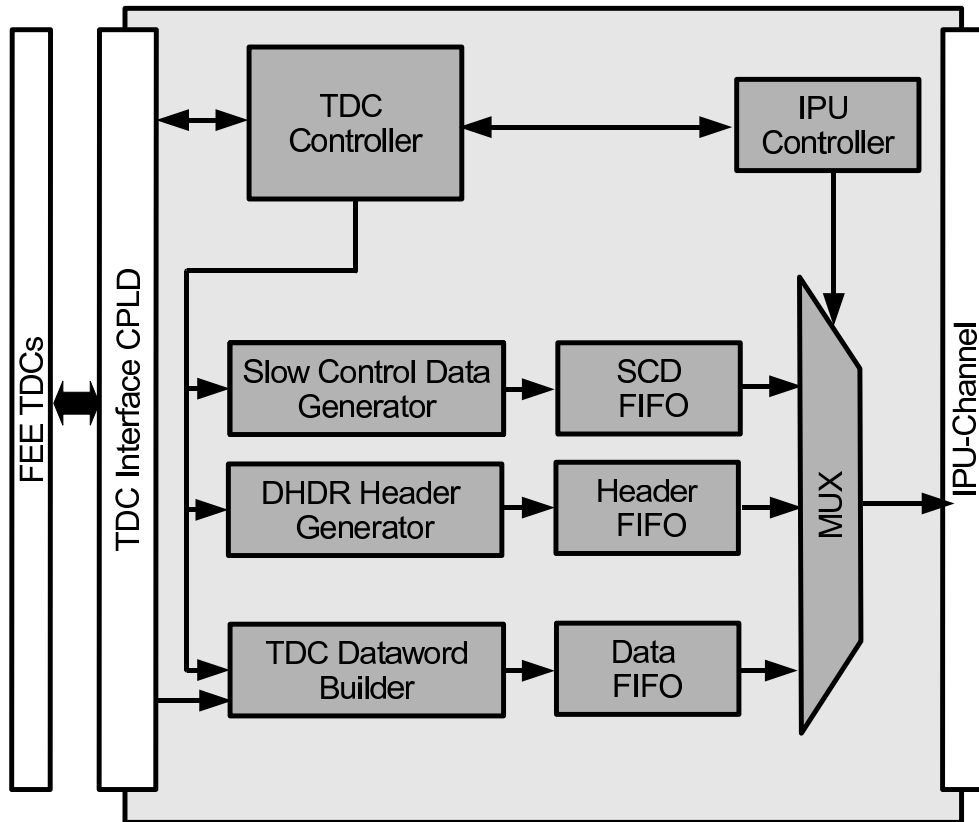 FEE TDCs
TDC Interface CPLD
TDC
Controller
IPU
Controller
Slow Control Data
Generator
SCD
FIFO
DHDR Header
Generator
Header
FIFO
TDC Dataword
Builder
Data
FIFO
MUX
IPU-Channel